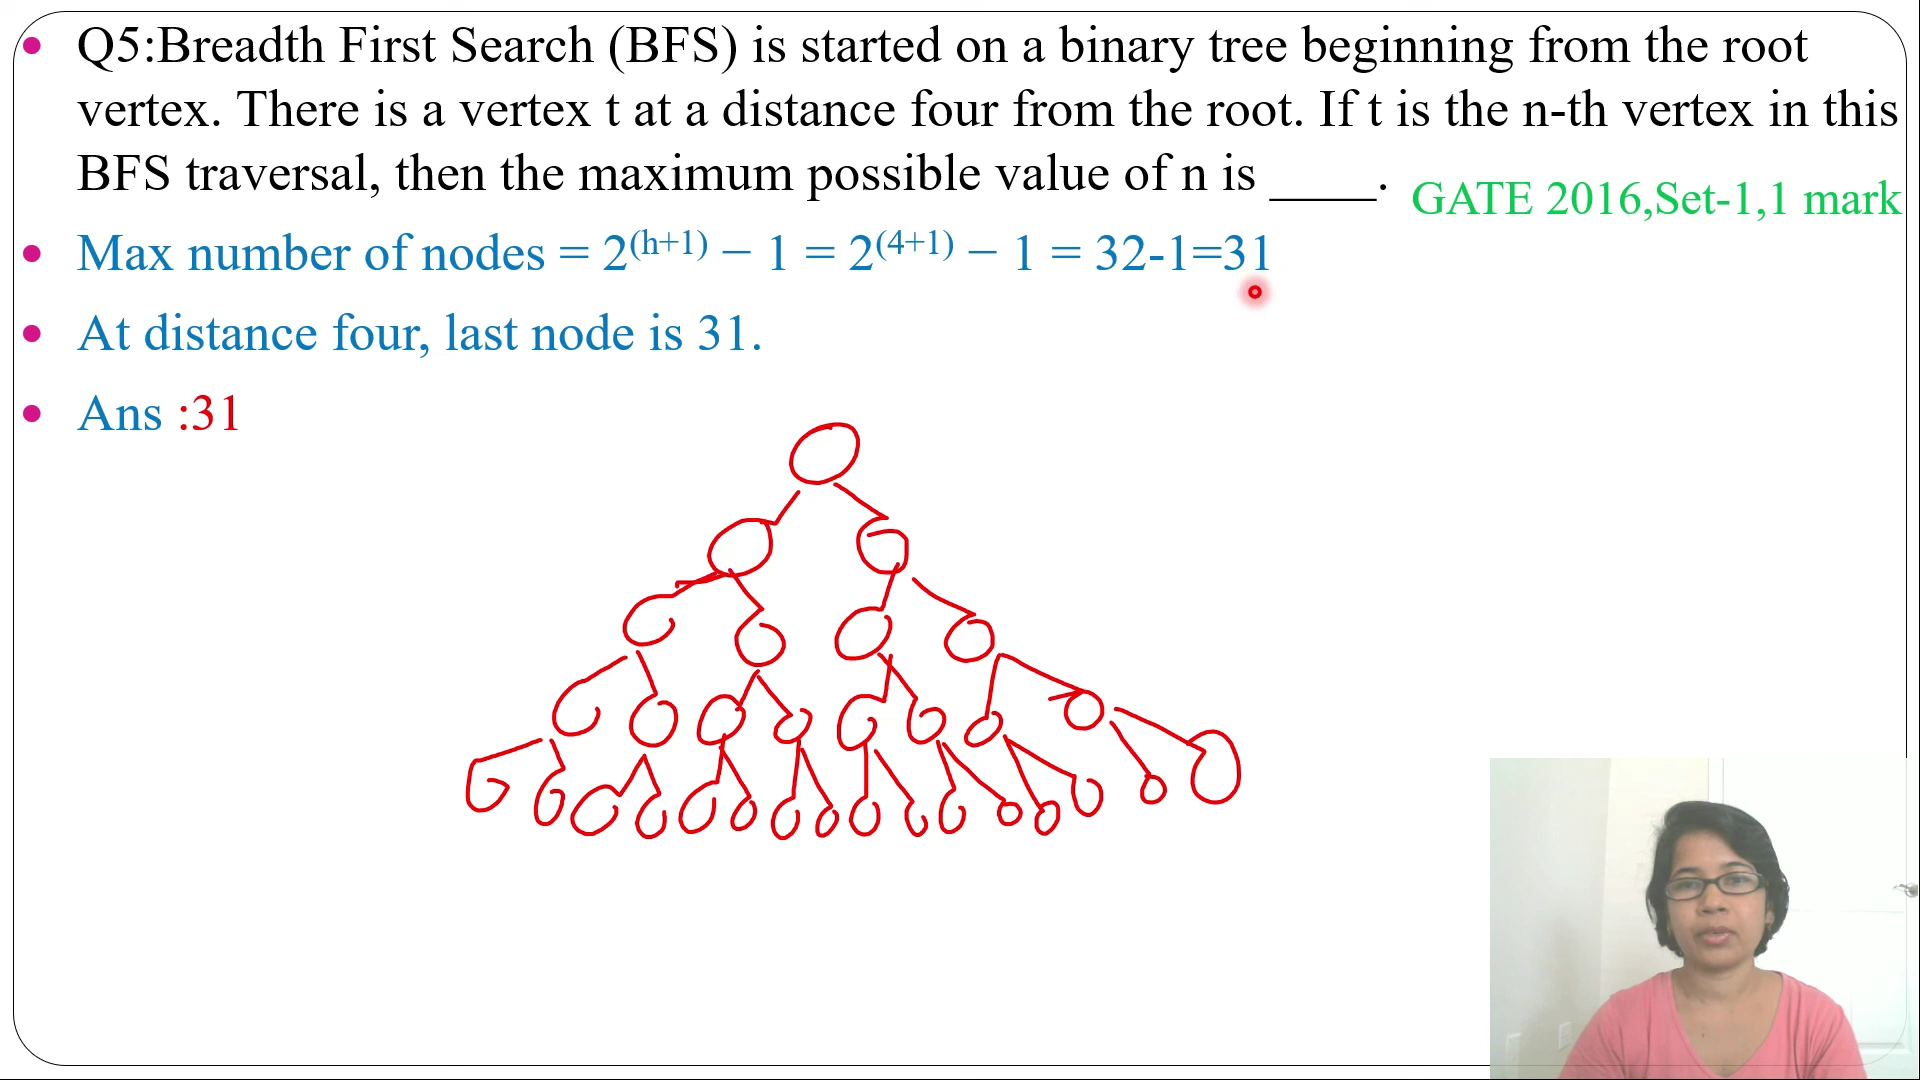 Q5:Breadth First Search (BFS) is started on a binary tree beginning from the root
vertex. There is a vertex t at a distance four from the root. If t is the n-th vertex in this
BFS traversal, then the maximum possible value of n is ____.
GATE 2016,Set-1,1 mark
Max number of nodes = 2^(h+1) − 1 = 2^(4+1) − 1 = 32-1=31
At distance four, last node is 31.
Ans :31